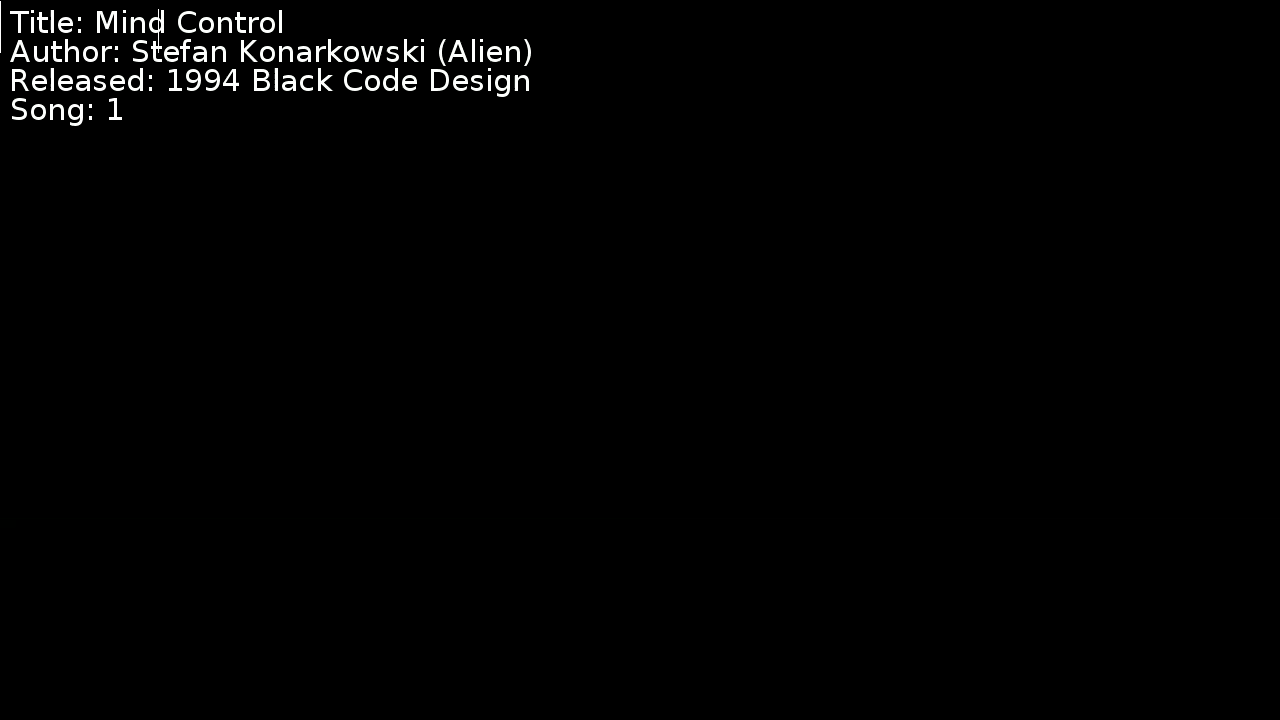 Title: Mind Control
Author: Stefan Konarkowski (Alien)
Released: 1994 Black Code Design
Song: 1